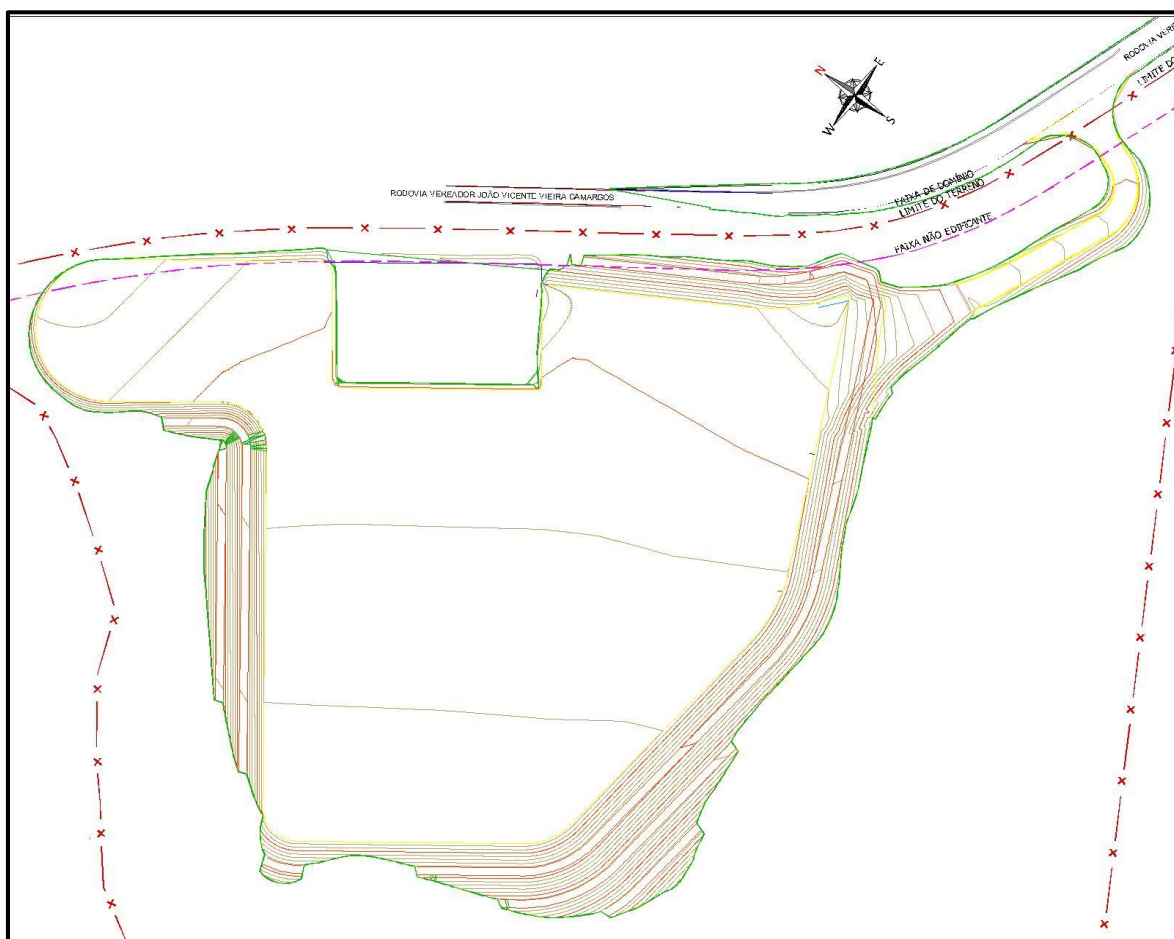 RODOVIA VERE
LIMITE DO
N
E
W
S
RODOVIA VEREADOR JOÃO VICENTE VIEIRA CAMARGOS
FAIXA DE DOMÍNIO
LIMITE DO TERRENO
FAIXA NÃO EDIFICANTE